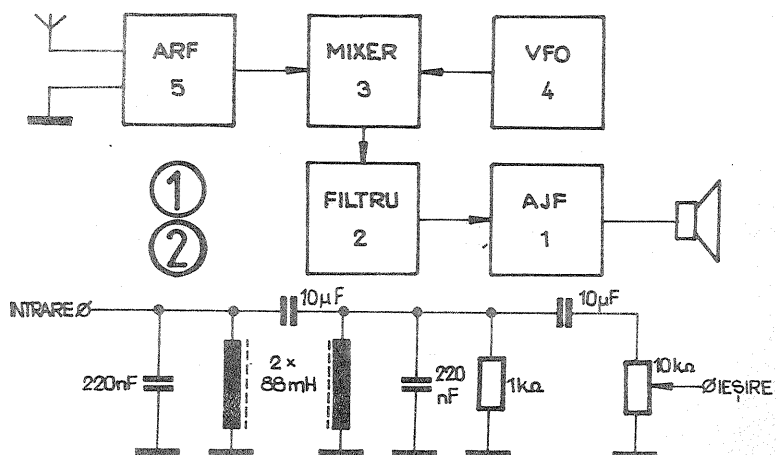 ARF
5
MIXER
3
VFO
4
FILTRU
2
AJF
1
1
2
INTRARE
10µF
10µF
220nF
2 ×
88mH
220
nF
1kΩ
10kΩ
IEȘIRE